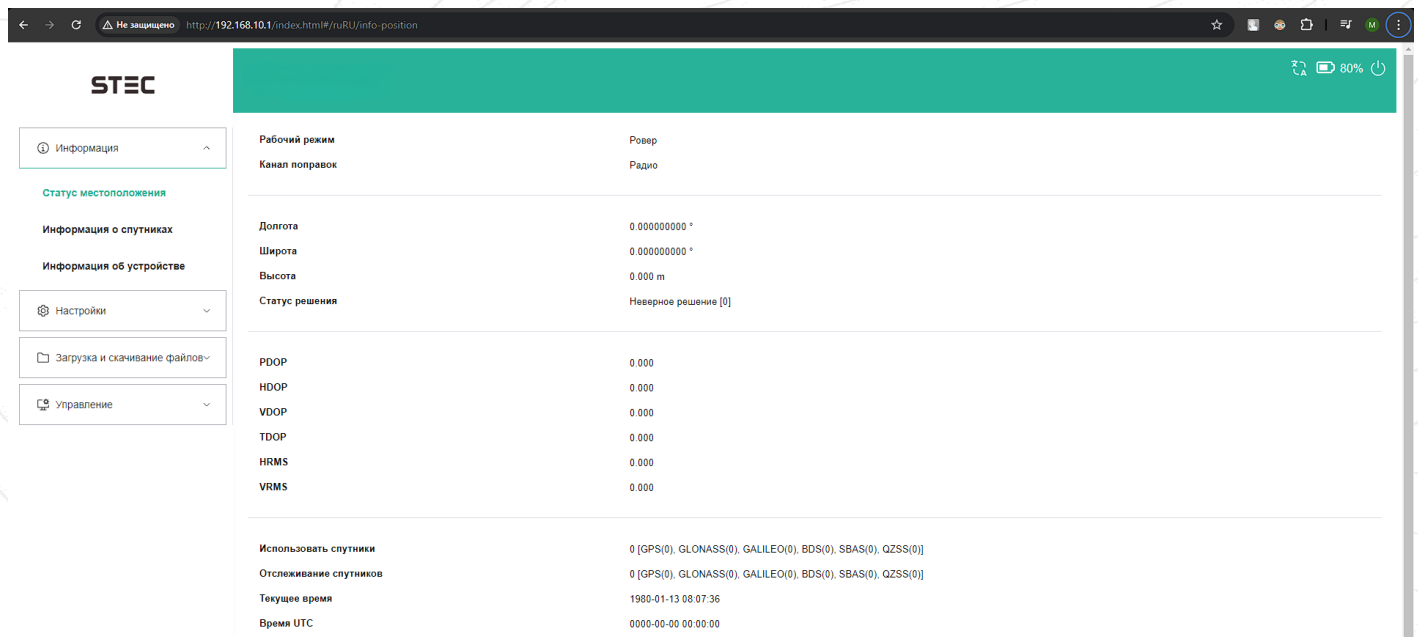 Не защищено http://192.168.10.1/index.html#/ruRU/info-position M
STEC
80%
Информация
Статус местоположения
Информация о спутниках
Информация об устройстве
Настройки
Загрузка и скачивание файлов
Управление
Рабочий режим Ровер
Канал поправок Радио
Долгота 0.000000000 °
Широта 0.000000000 °
Высота 0.000 m
Статус решения Неверное решение [0]
PDOP 0.000
HDOP 0.000
VDOP 0.000
TDOP 0.000
HRMS 0.000
VRMS 0.000
Использовать спутники 0 [GPS(0), GLONASS(0), GALILEO(0), BDS(0), SBAS(0), QZSS(0)]
Отслеживание спутников 0 [GPS(0), GLONASS(0), GALILEO(0), BDS(0), SBAS(0), QZSS(0)]
Текущее время 1980-01-13 08:07:36
Время UTC 0000-00-00 00:00:00